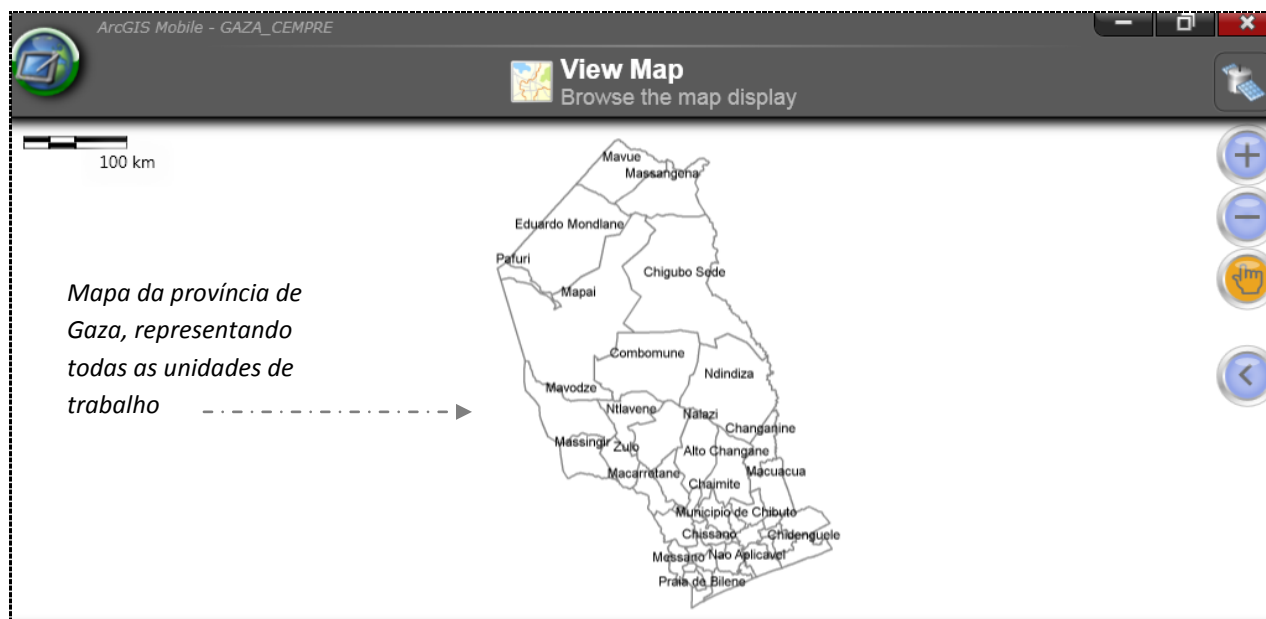 ArcGIS Mobile - GAZA_CEMPRE
View Map
Browse the map display
100 km
Mapa da província de
Gaza, representando
todas as unidades de
trabalho
Mavue
Massangena
Eduardo Mondlane
Pafuri
Chigubo Sede
Mapai
Combomune
Ndindiza
Mavodze
Ntlavene
Nalazi
Changanine
Massingir
Zulo
Alto Changane
Macarretane
Macuacua
Chaimite
Municipio de Chibuto
Chissano
Chidenguele
Messano
Nao Aplicavel
Praia de Bilene